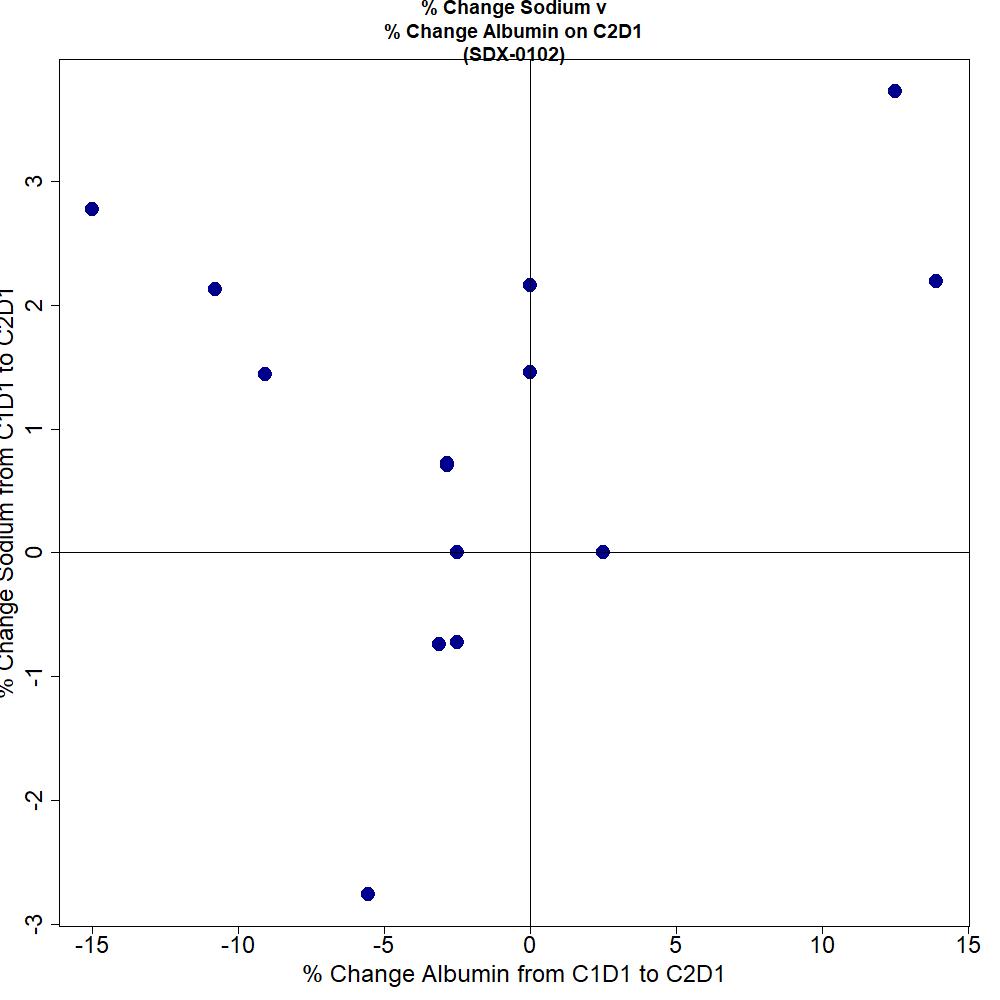 % Change Sodium v
% Change Albumin on C2D1
(SDX-0102)
% Change Sodium from C1D1 to C2D1
3
2
1
0
-1
-2
-3
-15 -10 -5 0 5 10 15
% Change Albumin from C1D1 to C2D1